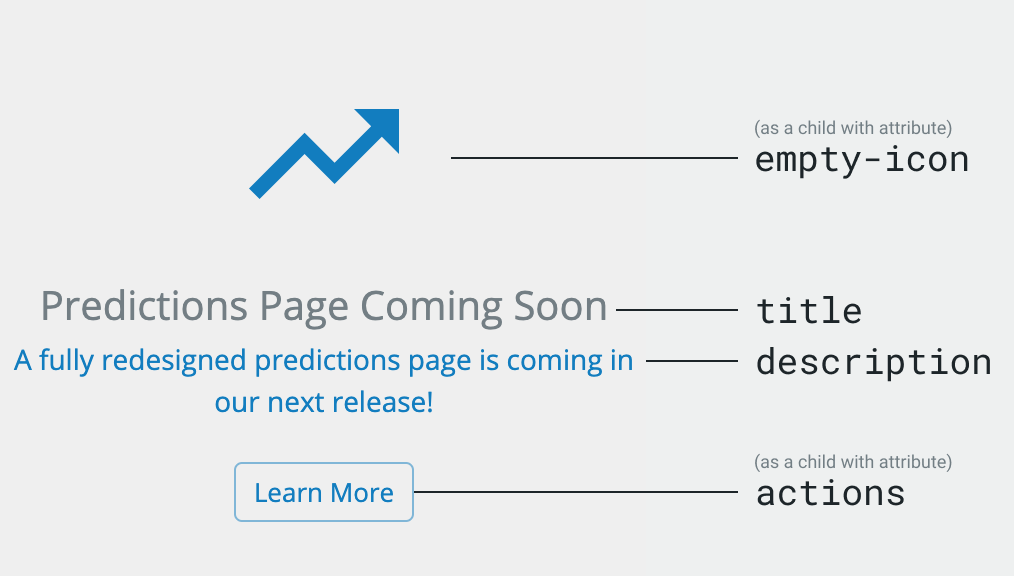 (as a child with attribute)
empty-icon
Predictions Page Coming Soon
title
A fully redesigned predictions page is coming in
our next release!
description
Learn More
(as a child with attribute)
actions